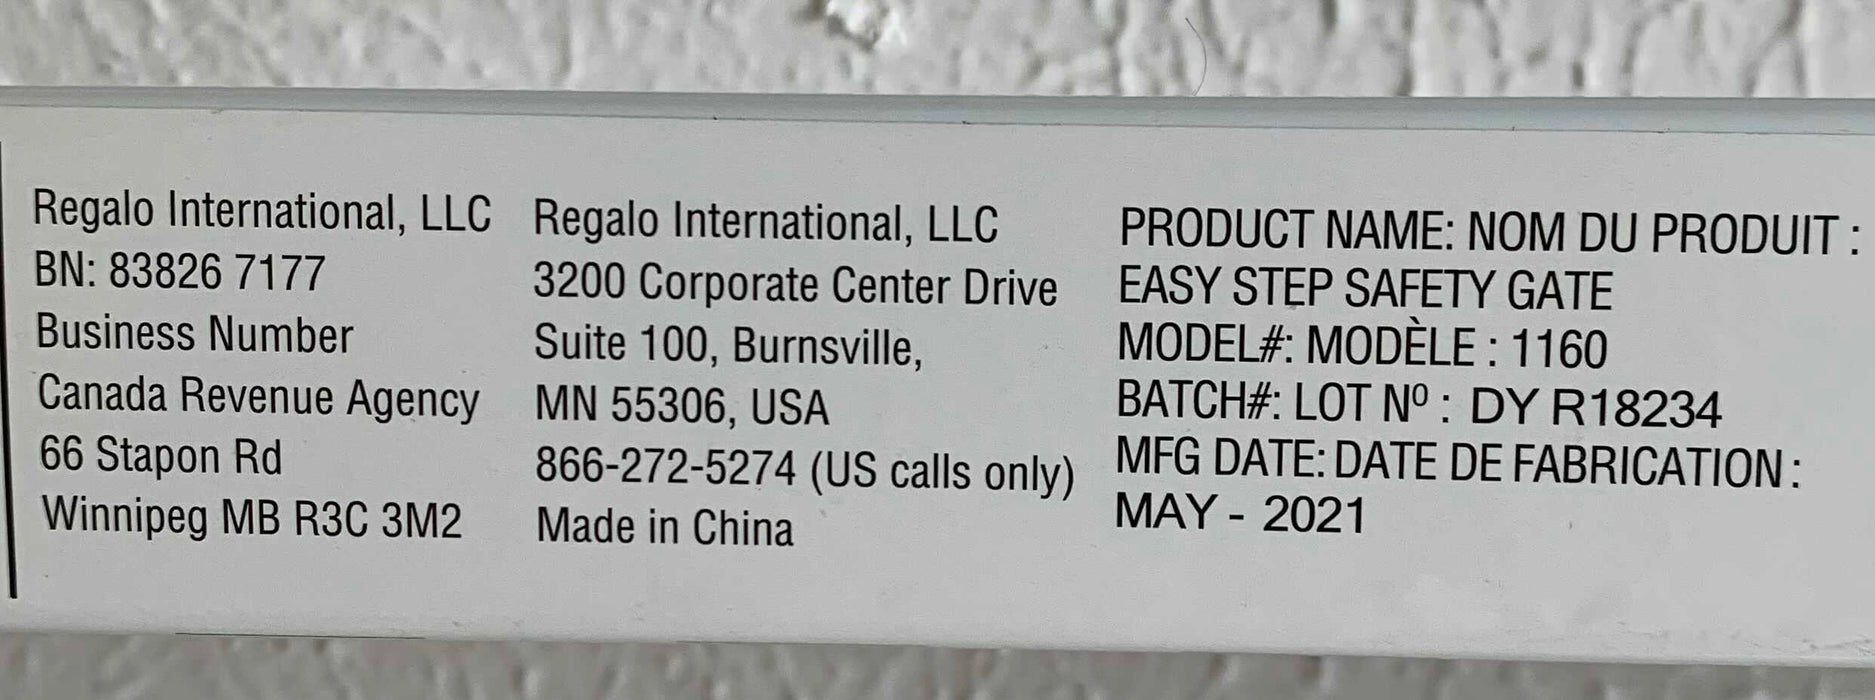 Regalo International, LLC
BN: 83826 7177
Business Number
Canada Revenue Agency
66 Stapon Rd
Winnipeg MB R3C 3M2
Regalo International, LLC
3200 Corporate Center Drive
Suite 100, Burnsville,
MN 55306, USA
866-272-5274 (US calls only)
Made in China
PRODUCT NAME: NOM DU PRODUIT :
EASY STEP SAFETY GATE
MODEL#: MODÈLE : 1160
BATCH#: LOT Nº : DY R18234
MFG DATE: DATE DE FABRICATION :
MAY - 2021